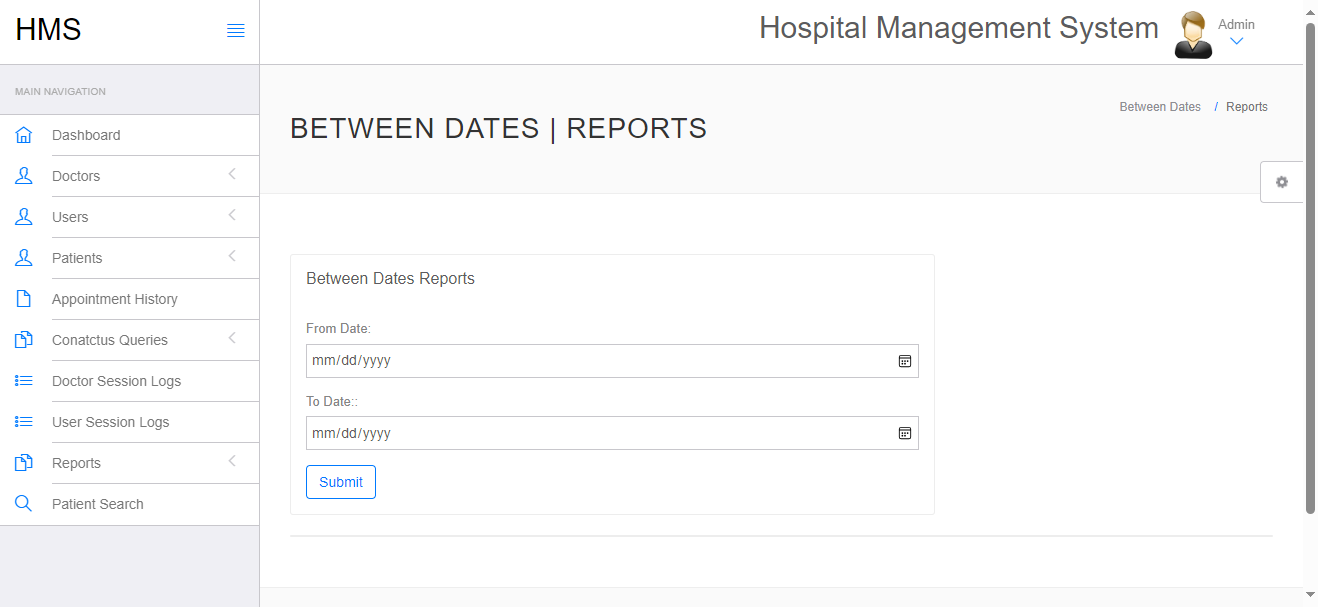 HMS
Hospital Management System
Admin
MAIN NAVIGATION
Dashboard
Doctors
Users
Patients
Appointment History
Conatctus Queries
Doctor Session Logs
User Session Logs
Reports
Patient Search
BETWEEN DATES | REPORTS
Between Dates / Reports
Between Dates Reports
From Date:
mm/dd/yyyy
To Date::
mm/dd/yyyy
Submit